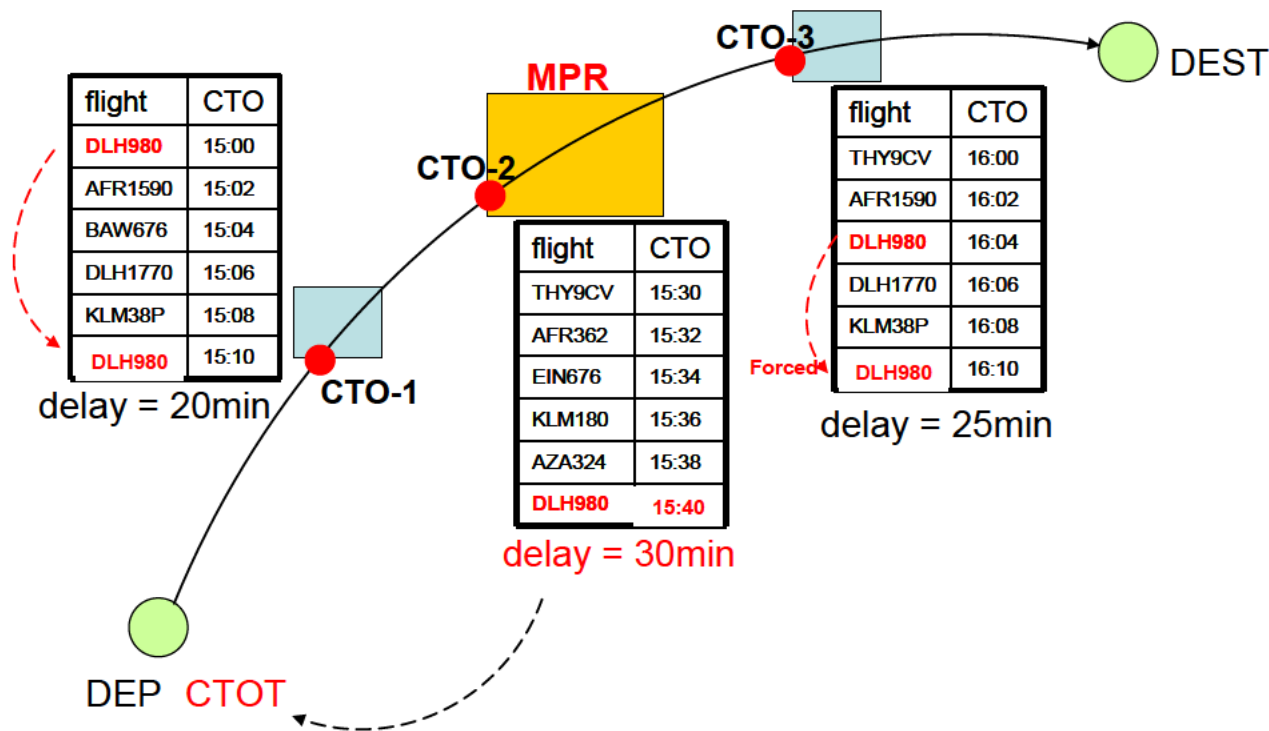 CTO-3
DEST
MPR
flight CTO
DLH980 15:00
AFR1590 15:02
BAW676 15:04
DLH1770 15:06
KLM38P 15:08
DLH980 15:10
delay = 20min
CTO-1
CTO-2
flight CTO
THY9CV 15:30
AFR362 15:32
EIN676 15:34
KLM180 15:36
AZA324 15:38
DLH980 15:40
delay = 30min
flight CTO
THY9CV 16:00
AFR1590 16:02
DLH980 16:04
DLH1770 16:06
KLM38P 16:08
Forced DLH980 16:10
delay = 25min
DEP CTOT